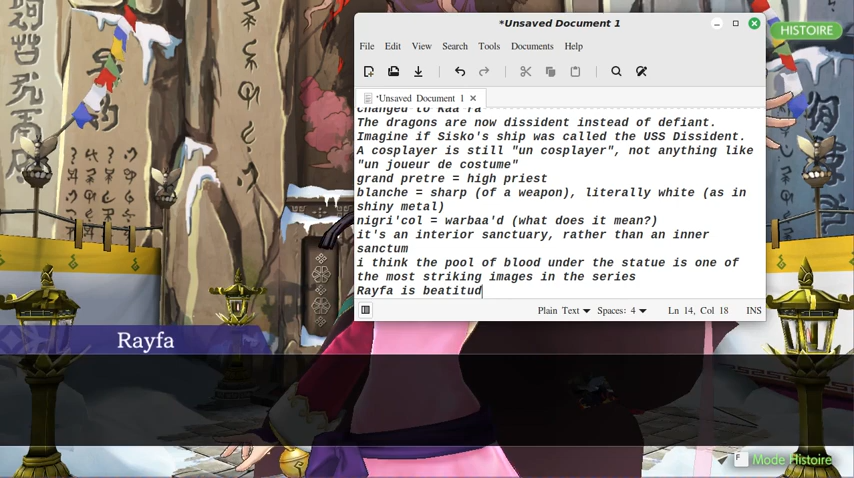 *Unsaved Document 1
HISTOIRE
File Edit View Search Tools Documents Help
*Unsaved Document 1
changed to Kaa'ra
The dragons are now dissident instead of defiant.
Imagine if Sisko's ship was called the USS Dissident.
A cosplayer is still "un cosplayer", not anything like
"un joueur de costume"
grand pretre = high priest
blanche = sharp (of a weapon), literally white (as in
shiny metal)
nigri'col = warbaa'd (what does it mean?)
it's an interior sanctuary, rather than an inner
sanctum
i think the pool of blood under the statue is one of
the most striking images in the series
Rayfa is beatitud
Plain Text Spaces: 4 Ln 14, Col 18 INS
Rayfa
F Mode Histoire